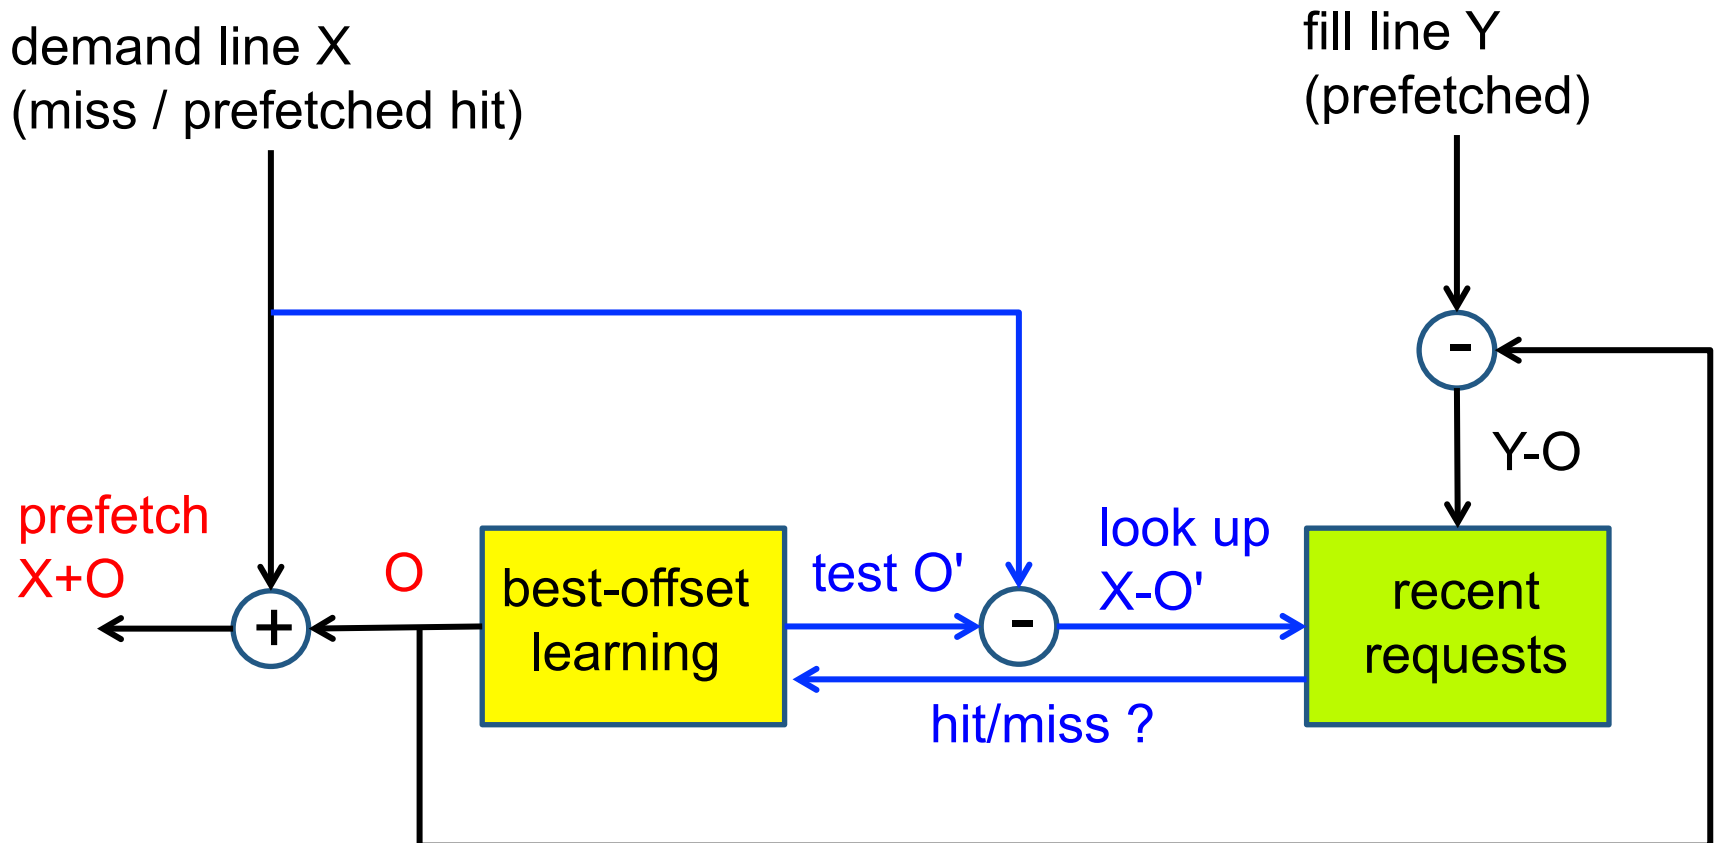 demand line X
(miss / prefetched hit)
fill line Y
(prefetched)
-
Y-O
prefetch
X+O
+
O
best-offset
learning
test O'
-
look up
X-O'
recent
requests
hit/miss ?